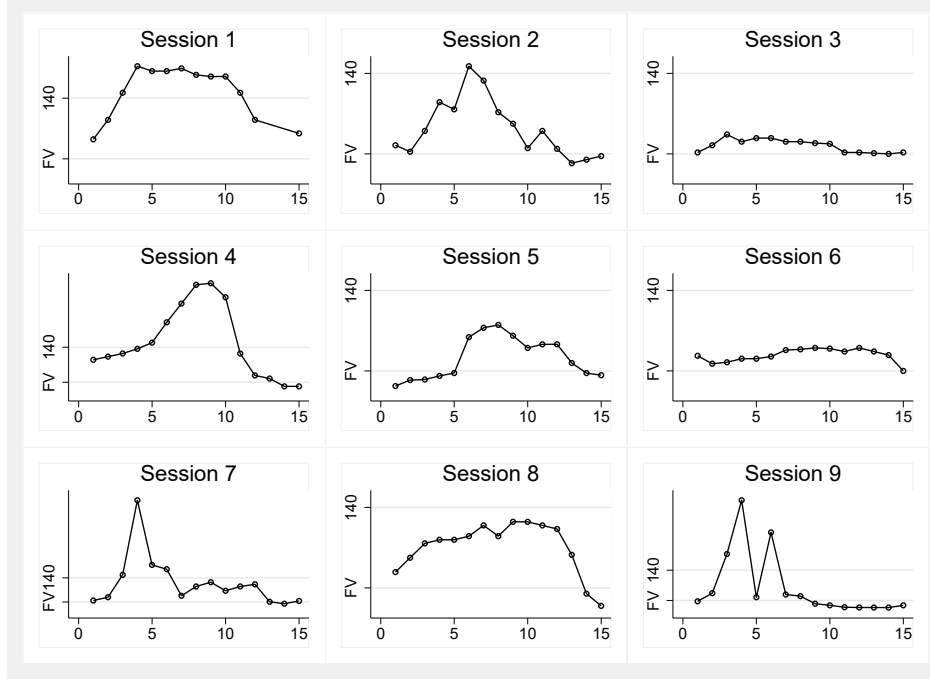 Session 1
140
FV
0 5 10 15
Session 2
140
FV
0 5 10 15
Session 3
140
FV
0 5 10 15
Session 4
140
FV
0 5 10 15
Session 5
140
FV
0 5 10 15
Session 6
140
FV
0 5 10 15
Session 7
140
FV
0 5 10 15
Session 8
140
FV
0 5 10 15
Session 9
140
FV
0 5 10 15